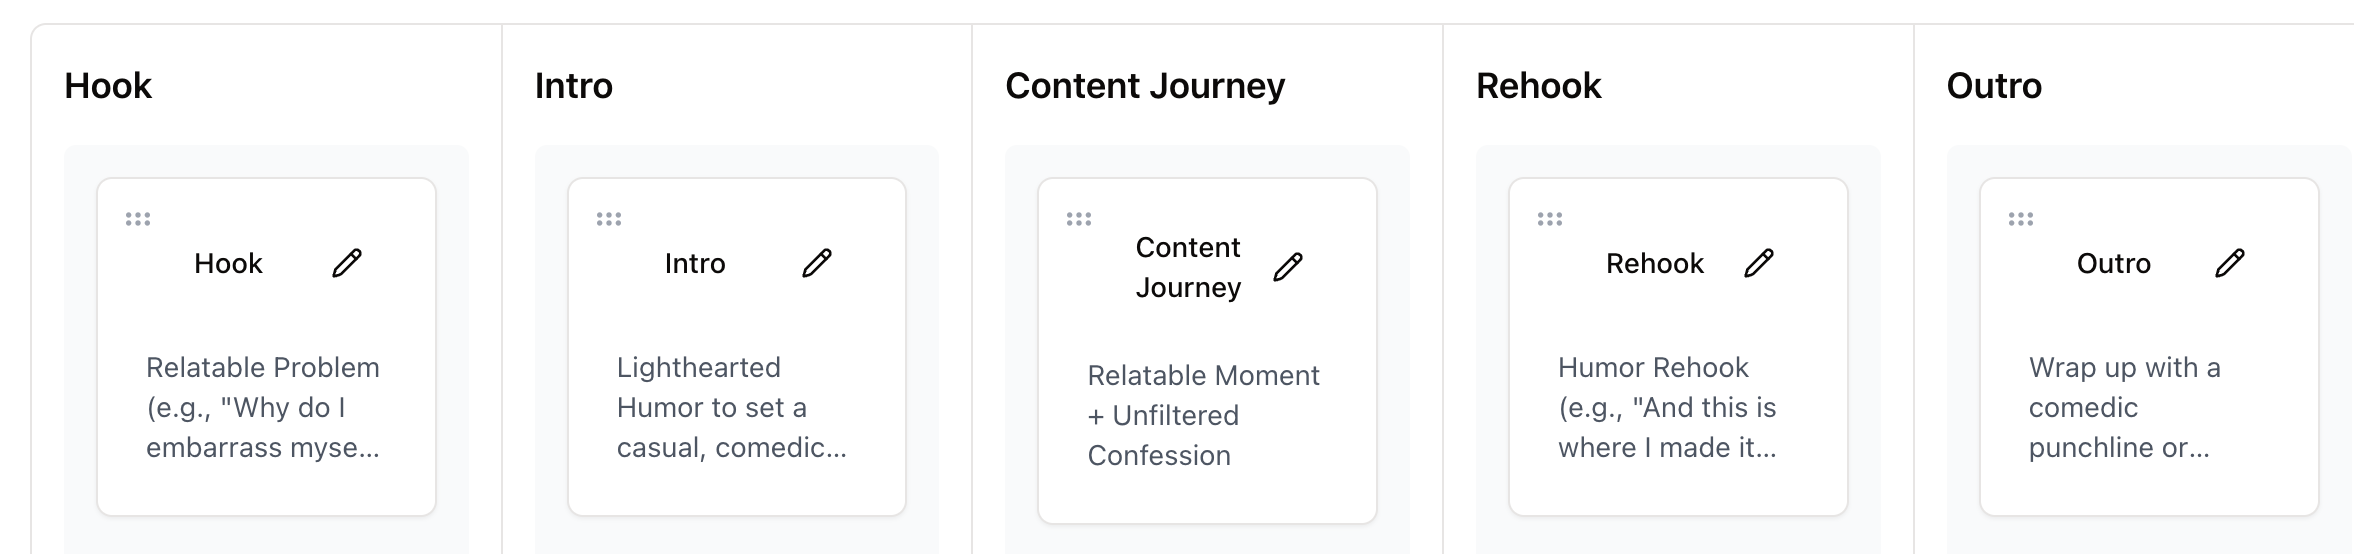 Hook
Intro
Content Journey
Rehook
Outro
Hook
Relatable Problem
(e.g., "Why do I
embarrass myse...
Intro
Lighthearted
Humor to set a
casual, comedic...
Content
Journey
Relatable Moment
+ Unfiltered
Confession
Rehook
Humor Rehook
(e.g., "And this is
where I made it...
Outro
Wrap up with a
comedic
punchline or...